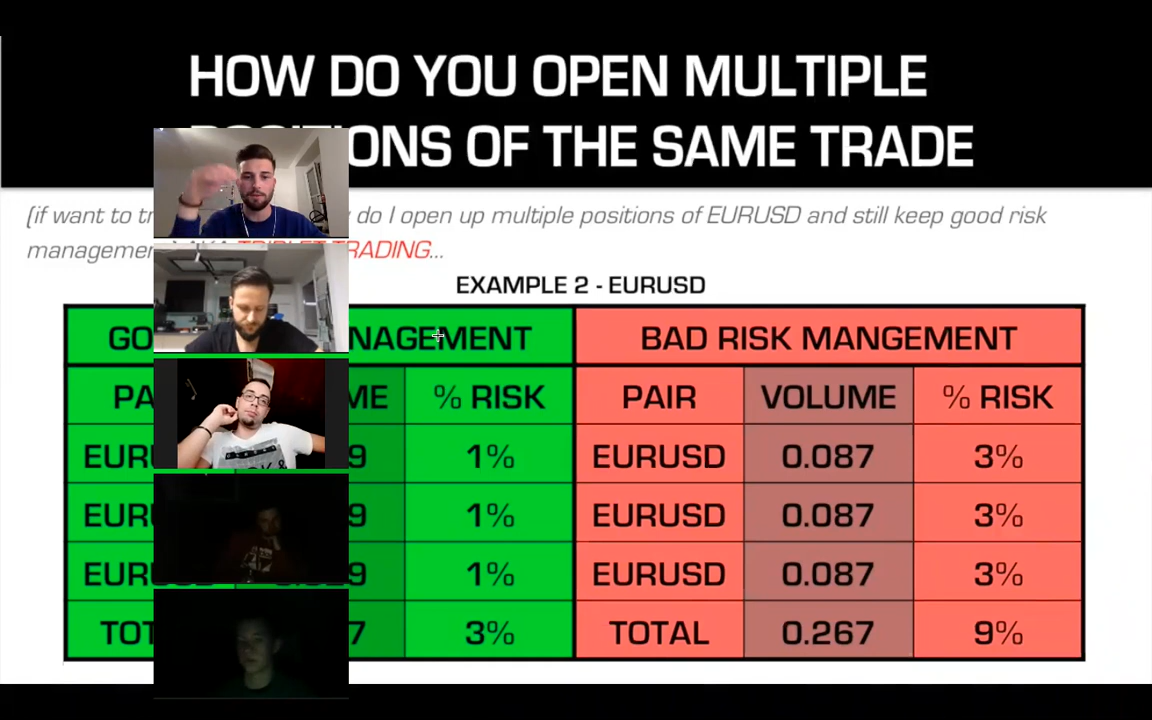 HOW DO YOU OPEN MULTIPLE
IONS OF THE SAME TRADE
(if want to do I open up multiple positions of EURUSD and still keep good risk
management TRADING...
EXAMPLE 2 - EURUSD
GO NAGEMENT BAD RISK MANGEMENT
PA ME % RISK PAIR VOLUME % RISK
EUR 9 1% EURUSD 0.087 3%
EUR 9 1% EURUSD 0.087 3%
EUR 9 1% EURUSD 0.087 3%
TOT 7 3% TOTAL 0.267 9%